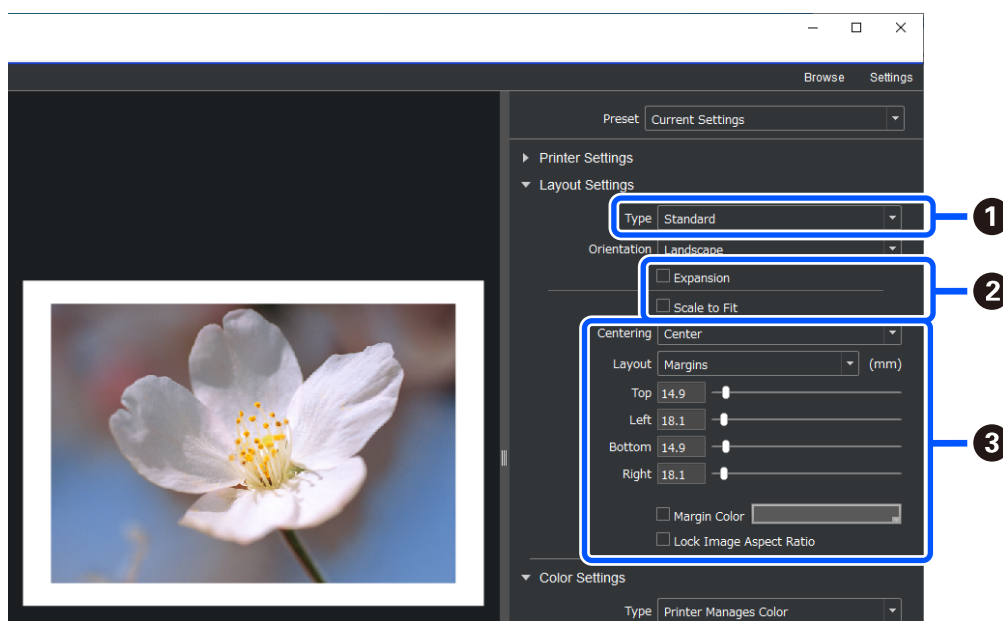 Browse Settings
Preset Current Settings
Printer Settings
Layout Settings
Type Standard
1
Orientation Landscape
Expansion
2
Scale to Fit
Centering Center
Layout Margins (mm)
Top 14.9
Left 18.1
Bottom 14.9
3
Right 18.1
Margin Color
Lock Image Aspect Ratio
Color Settings
Type Printer Manages Color